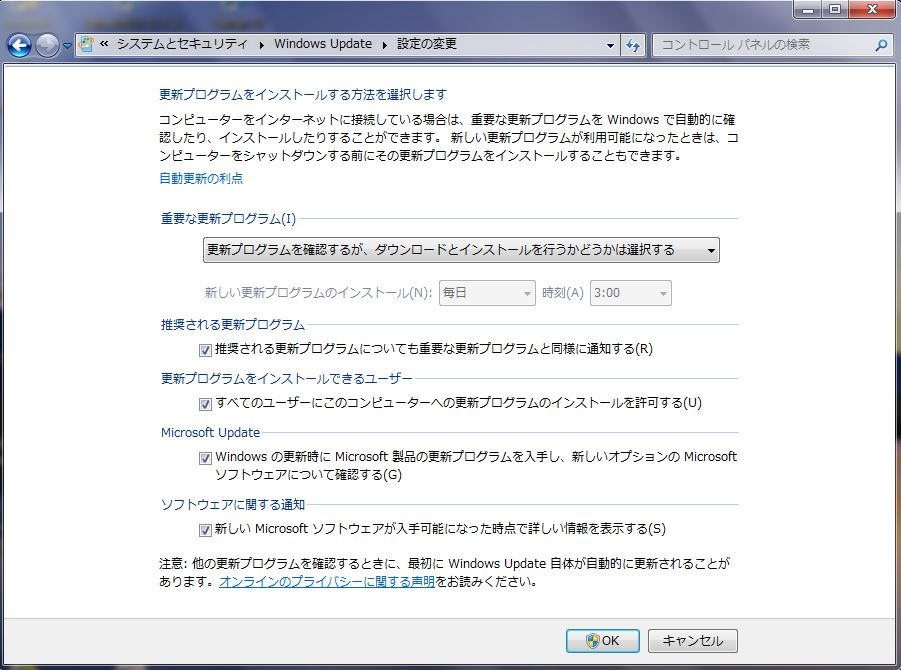 « システムとセキュリティ ▸ Windows Update ▸ 設定の変更
コントロール パネルの検索
更新プログラムをインストールする方法を選択します
コンピューターをインターネットに接続している場合は、重要な更新プログラムを Windows で自動的に確
認したり、インストールしたりすることができます。 新しい更新プログラムが利用可能になったときは、コ
ンピューターをシャットダウンする前にその更新プログラムをインストールすることもできます。
自動更新の利点
重要な更新プログラム(I)
更新プログラムを確認するが、ダウンロードとインストールを行うかどうかは選択する
新しい更新プログラムのインストール(N): 毎日 時刻(A) 3:00
推奨される更新プログラム
推奨される更新プログラムについても重要な更新プログラムと同様に通知する(R)
更新プログラムをインストールできるユーザー
すべてのユーザーにこのコンピューターへの更新プログラムのインストールを許可する(U)
Microsoft Update
Windows の更新時に Microsoft 製品の更新プログラムを入手し、新しいオプションの Microsoft
ソフトウェアについて確認する(G)
ソフトウェアに関する通知
新しい Microsoft ソフトウェアが入手可能になった時点で詳しい情報を表示する(S)
注意: 他の更新プログラムを確認するときに、最初に Windows Update 自体が自動的に更新されることが
あります。オンラインのプライバシーに関する声明をお読みください。
OK キャンセル